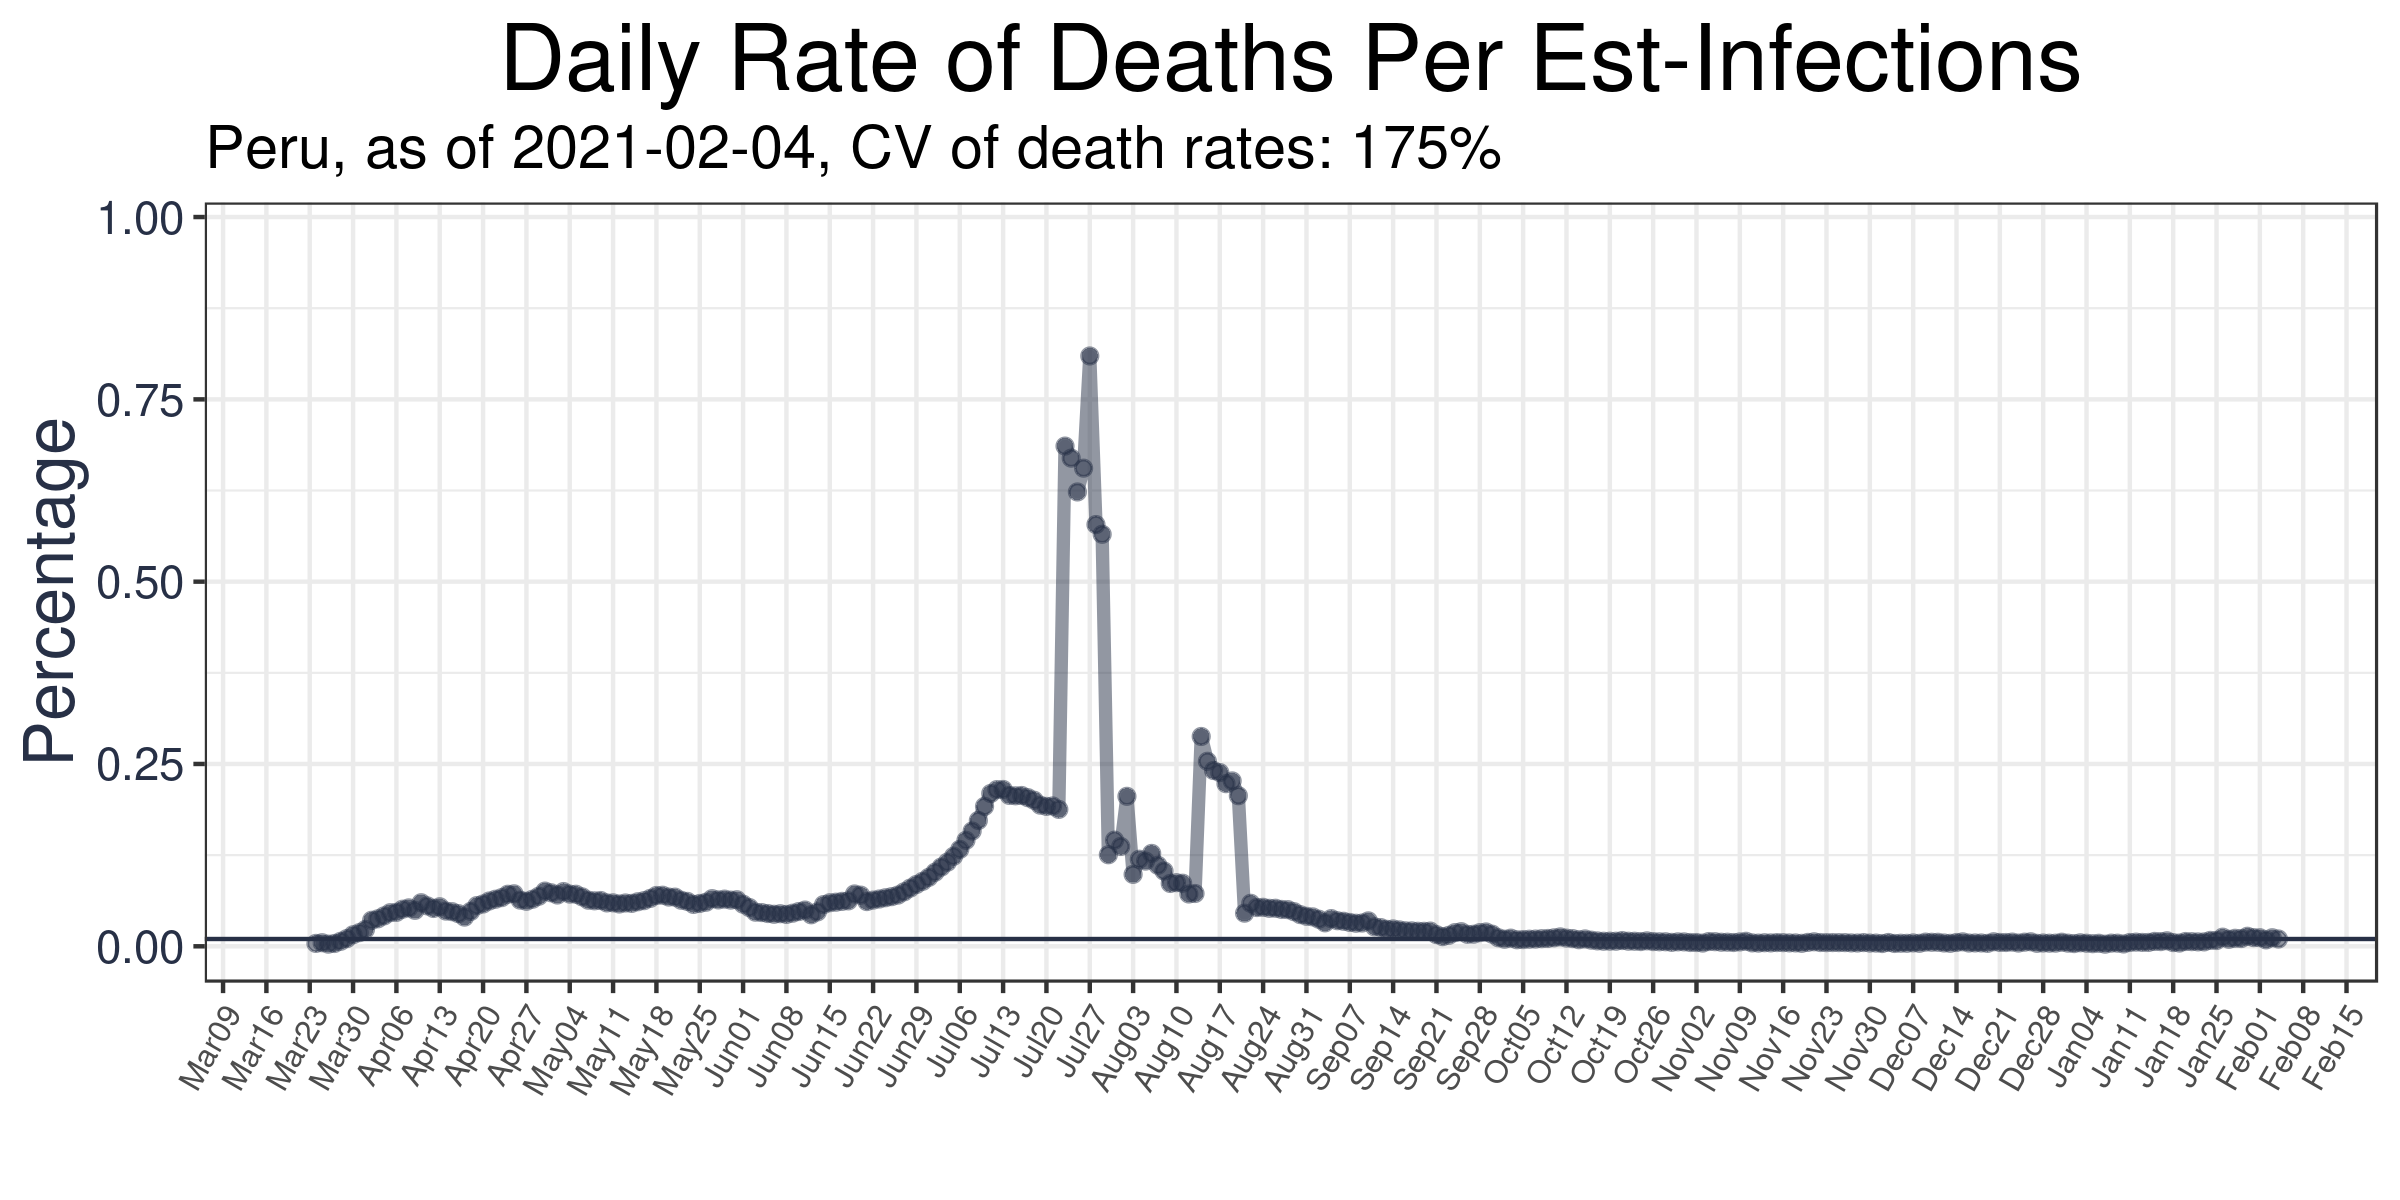 Daily Rate of Deaths Per Est-Infections
Peru, as of 2021-02-04, CV of death rates: 175%
Percentage
1.00
0.75
0.50
0.25
0.00
Mar09
Mar16
Mar23
Mar30
Apr06
Apr13
Apr20
Apr27
May04
May11
May18
May25
Jun01
Jun08
Jun15
Jun22
Jun29
Jul06
Jul13
Jul20
Jul27
Aug03
Aug10
Aug17
Aug24
Aug31
Sep07
Sep14
Sep21
Sep28
Oct05
Oct12
Oct19
Oct26
Nov02
Nov09
Nov16
Nov23
Nov30
Dec07
Dec14
Dec21
Dec28
Jan04
Jan11
Jan18
Jan25
Feb01
Feb08
Feb15